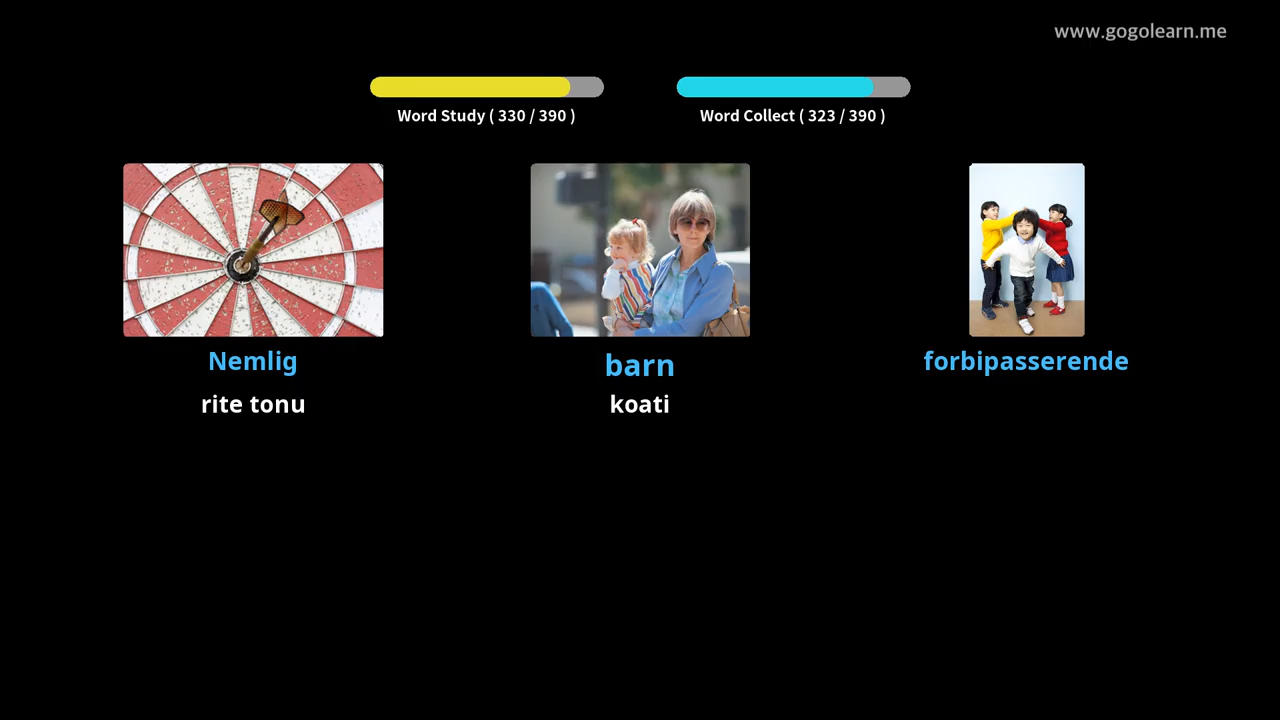 www.gogolearn.me
Word Study ( 330 / 390 )
Word Collect ( 323 / 390 )
Nemlig
barn
forbipasserende
rite tonu
koati